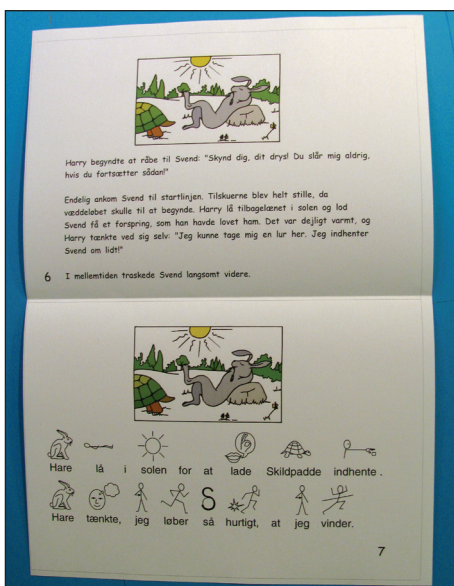 Harry begyndte at råbe til Svend: "Skynd dig, dit drys! Du slår mig aldrig,
hvis du fortsætter sådan!"
Endelig ankom Svend til startlinjen. Tilskuerne blev helt stille, da
væddeløbet skulle til at begynde. Harry lå tilbagelænet i solen og lod
Svend få et forspring, som han havde lovet ham. Det var dejligt varmt, og
Harry tænkte ved sig selv: "Jeg kunne tage mig en lur her. Jeg indhenter
Svend om lidt!"
6 I mellemtiden traskede Svend langsomt videre.
Hare lå i solen for at lade Skildpadde indhente.
Hare tænkte, jeg løber så hurtigt, at jeg vinder.
7